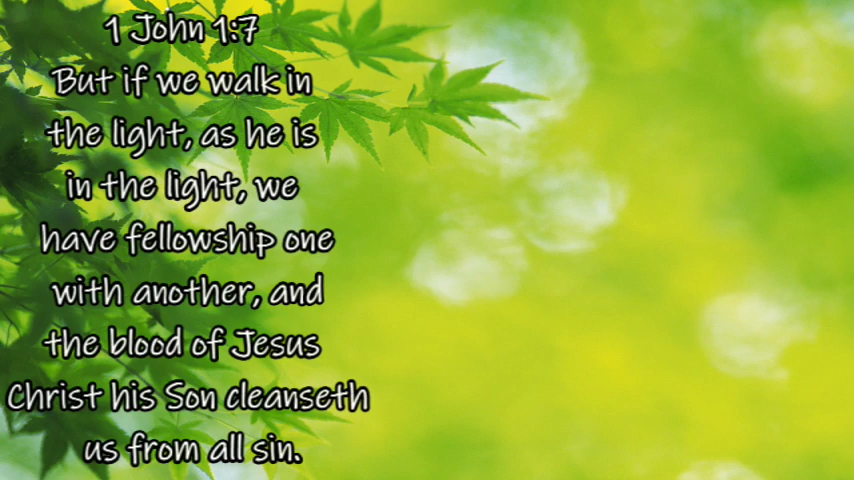 1 John 1:7
But if we walk in
the light, as he is
in the light, we
have fellowship one
with another, and
the blood of Jesus
Christ his Son cleanseth
us from all sin.